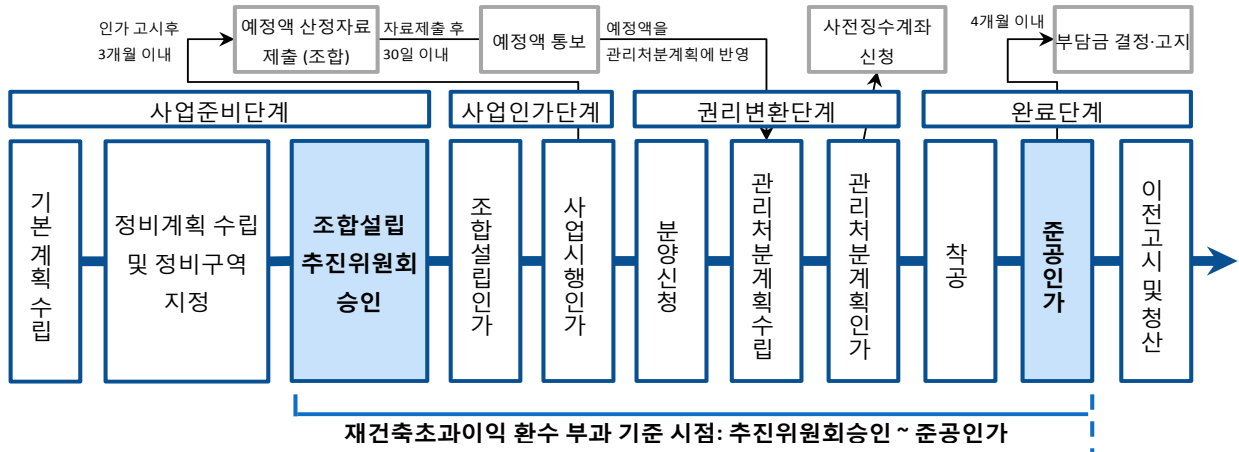 인가 고시후
3개월 이내
예정액 산정자료
제출 (조합)
자료제출 후
30일 이내
예정액 통보
예정액을
관리처분계획에 반영
사전징수계좌
신청
4개월 이내
부담금 결정·고지
사업준비단계
사업인가단계
권리변환단계
완료단계
기본계획수립
정비계획 수립
및 정비구역
지정
조합설립
추진위원회
승인
조합설립인가
사업시행인가
분양신청
관리처분계획수립
관리처분계획인가
착공
준공인가
이전고시 및 청산
재건축초과이익 환수 부과 기준 시점: 추진위원회승인 ~ 준공인가